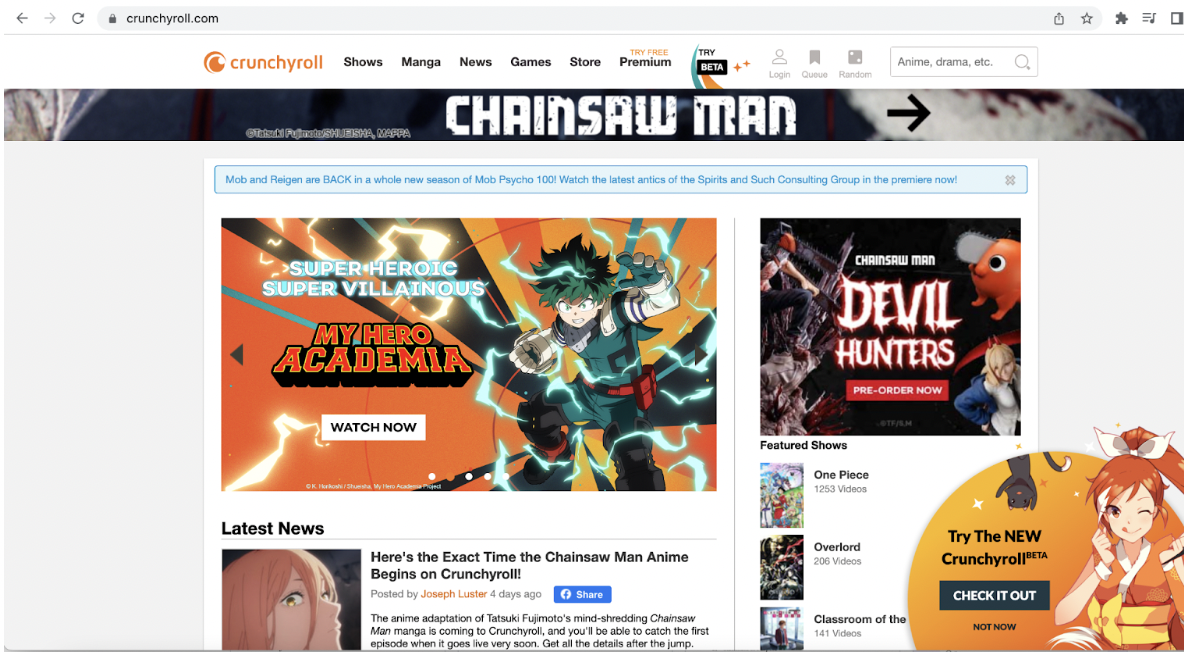 crunchyroll.com
crunchyroll
Shows
Manga
News
Games
Store
TRY FREE
Premium
TRY
BETA
Login
Queue
Random
Anime, drama, etc.
©Tatsuki Fujimoto/SHUEISHA, MAPPA
CHAINSAW MAN
Mob and Reigen are BACK in a whole new season of Mob Psycho 100! Watch the latest antics of the Spirits and Such Consulting Group in the premiere now!
SUPER HEROIC
SUPER VILLAINOUS
MY HERO
ACADEMIA
WATCH NOW
© K. Horikoshi / Shueisha, My Hero Academia Project
CHAINSAW MAN
DEVIL
HUNTERS
PRE-ORDER NOW
©TF/ILM
Featured Shows
One Piece
1253 Videos
Overlord
206 Videos
Classroom of the
141 Videos
Try The NEW
Crunchyroll BETA
CHECK IT OUT
NOT NOW
Latest News
Here's the Exact Time the Chainsaw Man Anime
Begins on Crunchyroll!
Posted by Joseph Luster 4 days ago
Share
The anime adaptation of Tatsuki Fujimoto's mind-shredding Chainsaw
Man manga is coming to Crunchyroll, and you'll be able to catch the first
episode when it goes live very soon. Get all the details after the jump.